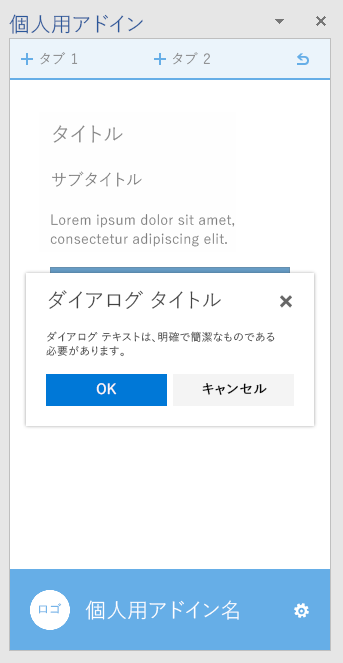 個人用アドイン
タブ 1
タブ 2
タイトル
サブタイトル
Lorem ipsum dolor sit amet,
consectetur adipiscing elit.
ダイアログ タイトル
ダイアログ テキストは、明確で簡潔なものである
必要があります。
OK
キャンセル
ロゴ
個人用アドイン名